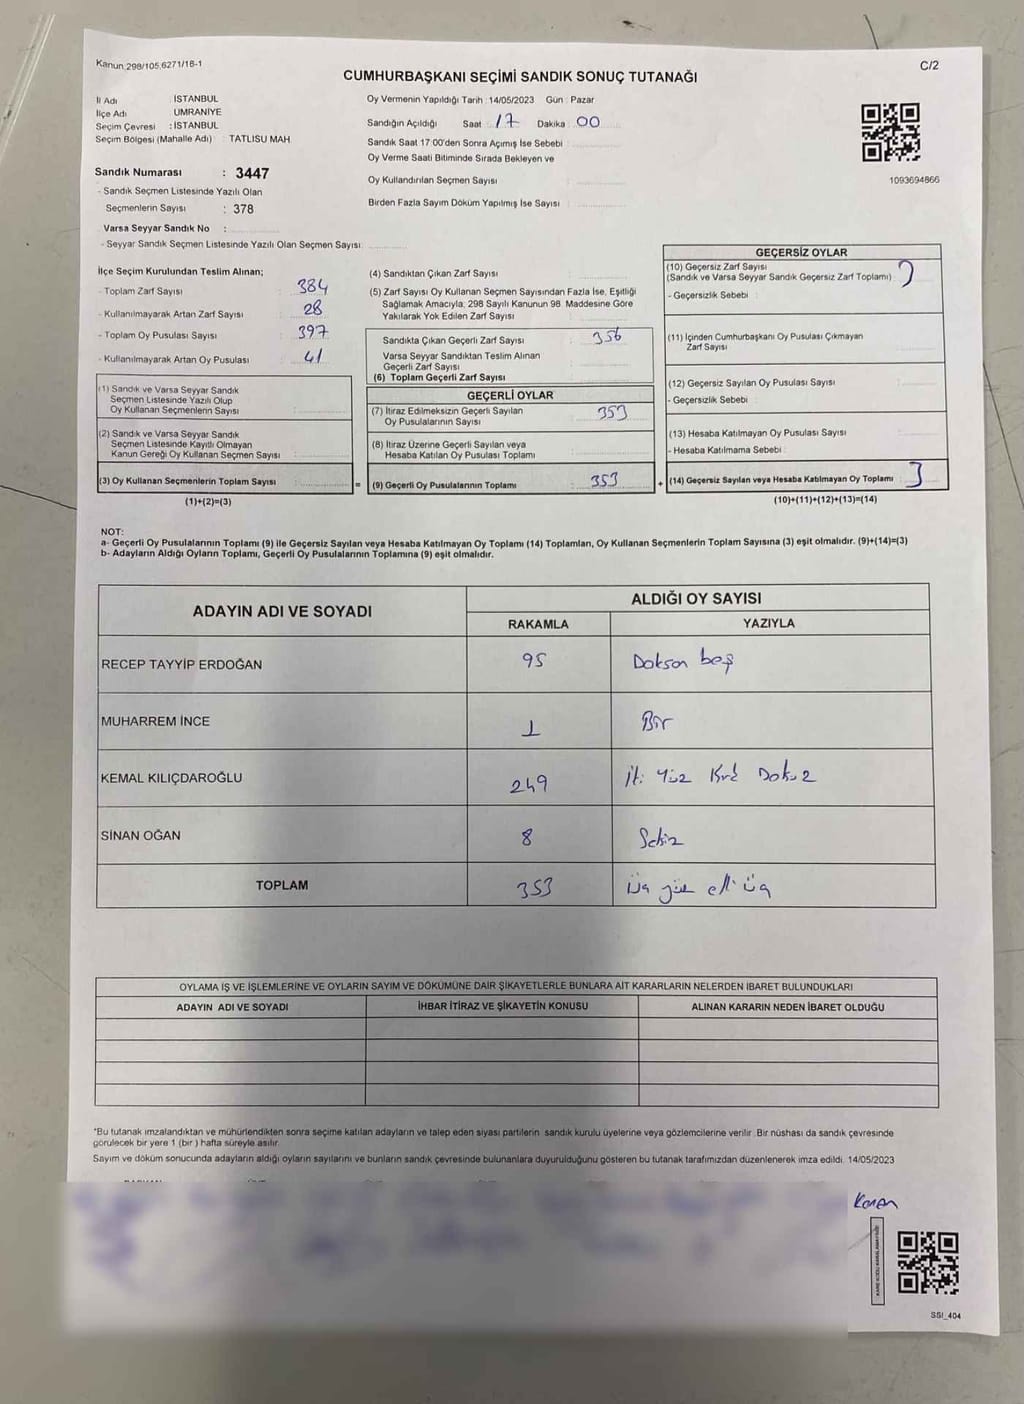 Kanun 298/105,6271/16-1
C/2
CUMHURBAŞKANI SEÇİMİ SANDIK SONUÇ TUTANAĞI
İl Adı : İSTANBUL
İlçe Adı : ÜMRANİYE
Seçim Çevresi : İSTANBUL
Seçim Bölgesi (Mahalle Adı) : TATLISU MAH
Sandık Numarası : 3447
- Sandık Seçmen Listesinde Yazılı Olan
Seçmenlerin Sayısı : 378
Varsa Seyyar Sandık No :
- Seyyar Sandık Seçmen Listesinde Yazılı Olan Seçmen Sayısı
Oy Vermenin Yapıldığı Tarih : 14/05/2023 Gün : Pazar
Sandığın Açıldığı Saat : 17 Dakika : 00
Sandık Saat 17:00'den Sonra Açımış İse Sebebi :
Oy Verme Saati Bitiminde Sırada Bekleyen ve
Oy Kullandırılan Seçmen Sayısı :
Birden Fazla Sayım Döküm Yapılmış İse Sayısı :
1093694866
İlçe Seçim Kurulundan Teslim Alınan;
- Toplam Zarf Sayısı : 384
- Kullanılmayarak Artan Zarf Sayısı : 28
- Toplam Oy Pusulası Sayısı : 397
- Kullanılmayarak Artan Oy Pusulası : 41
(1) Sandık ve Varsa Seyyar Sandık
Seçmen Listesinde Yazılı Olup
Oy Kullanan Seçmenlerin Sayısı :
(2) Sandık ve Varsa Seyyar Sandık
Seçmen Listesinde Kayıtlı Olmayan
Kanun Gereği Oy Kullanan Seçmen Sayısı :
(3) Oy Kullanan Seçmenlerin Toplam Sayısı :
(1)+(2)=(3)
(4) Sandıktan Çıkan Zarf Sayısı :
(5) Zarf Sayısı Oy Kullanan Seçmen Sayısından Fazla İse, Eşitliği
Sağlamak Amacıyla, 298 Sayılı Kanunun 98. Maddesine Göre
Yakılarak Yok Edilen Zarf Sayısı :
Sandıkta Çıkan Geçerli Zarf Sayısı : 356
Varsa Seyyar Sandıktan Teslim Alınan
Geçerli Zarf Sayısı :
(6) Toplam Geçerli Zarf Sayısı :
GEÇERLİ OYLAR
(7) İtiraz Edilmeksizin Geçerli Sayılan
Oy Pusulalarının Sayısı : 353
(8) İtiraz Üzerine Geçerli Sayılan veya
Hesaba Katılan Oy Pusulası Toplamı :
= (9) Geçerli Oy Pusulalarının Toplamı : 353
GEÇERSİZ OYLAR
(10) Geçersiz Zarf Sayısı
(Sandık ve Varsa Seyyar Sandık Geçersiz Zarf Toplamı) :
- Geçersizlik Sebebi :
(11) İçinden Cumhurbaşkanı Oy Pusulası Çıkmayan
Zarf Sayısı :
(12) Geçersiz Sayılan Oy Pusulası Sayısı :
- Geçersizlik Sebebi :
(13) Hesaba Katılmayan Oy Pusulası Sayısı :
- Hesaba Katılmama Sebebi :
+ (14) Geçersiz Sayılan veya Hesaba Katılmayan Oy Toplamı : 3
(10)+(11)+(12)+(13)=(14)
NOT:
a- Geçerli Oy Pusulalarının Toplamı (9) ile Geçersiz Sayılan veya Hesaba Katılmayan Oy Toplamı (14) Toplamları, Oy Kullanan Seçmenlerin Toplam Sayısına (3) eşit olmalıdır. (9)+(14)=(3)
b- Adayların Aldığı Oyların Toplamı, Geçerli Oy Pusulalarının Toplamına (9) eşit olmalıdır.
ADAYIN ADI VE SOYADI
ALDIĞI OY SAYISI
RAKAMLA YAZIYLA
RECEP TAYYİP ERDOĞAN 95 Doksan beş
MUHARREM İNCE 1 Bir
KEMAL KILIÇDAROĞLU 249 İki Yüz Kırk Dokuz
SİNAN OĞAN 8 Sekiz
TOPLAM 353 Üç yüz elli üç
OYLAMA İŞ VE İŞLEMLERİNE VE OYLARIN SAYIM VE DÖKÜMÜNE DAİR ŞİKAYETLERLE BUNLARA AİT KARARLARIN NELERDEN İBARET BULUNDUKLARI
ADAYIN ADI VE SOYADI İHBAR İTİRAZ VE ŞİKAYETİN KONUSU ALINAN KARARIN NEDEN İBARET OLDUĞU
*Bu tutanak imzalandıktan ve mühürlendikten sonra seçime katılan adayların ve talep eden siyasi partilerin sandık kurulu üyelerine veya gözlemcilerine verilir. Bir nüshası da sandık çevresinde
görülecek bir yere 1 (bir ) hafta süreyle asılır.
Sayım ve döküm sonucunda adayların aldığı oyların sayılarını ve bunların sandık çevresinde bulunanlara duyurulduğunu gösteren bu tutanak tarafımızdan düzenlenerek imza edildi. 14/05/2023
SSI_404